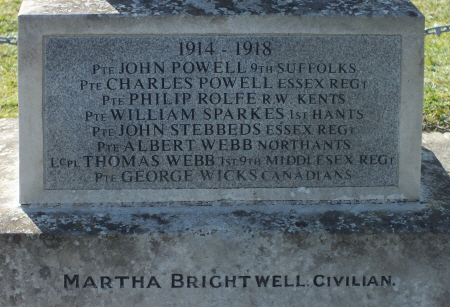 1914 - 1918
PTE JOHN POWELL 9TH SUFFOLKS
PTE CHARLES POWELL ESSEX REGT
PTE PHILIP ROLFE R.W. KENTS
PTE WILLIAM SPARKES 1ST HANTS
PTE JOHN STEBBEDS ESSEX REGT
PTE ALBERT WEBB NORTHANTS
L.CPL THOMAS WEBB 1ST 9TH MIDDLESEX REGT
PTE GEORGE WICKS CANADIANS
MARTHA BRIGHTWELL. CIVILIAN.